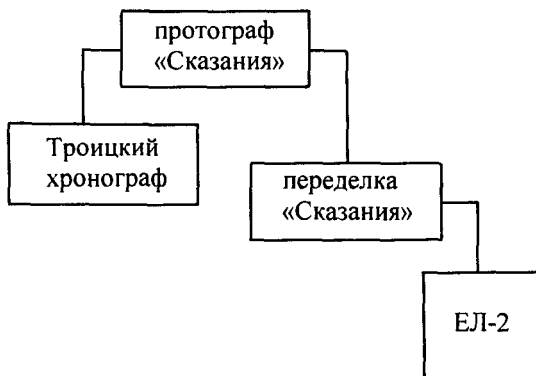 протограф
«Сказания»
Троицкий
хронограф
переделка
«Сказания»
ЕЛ-2